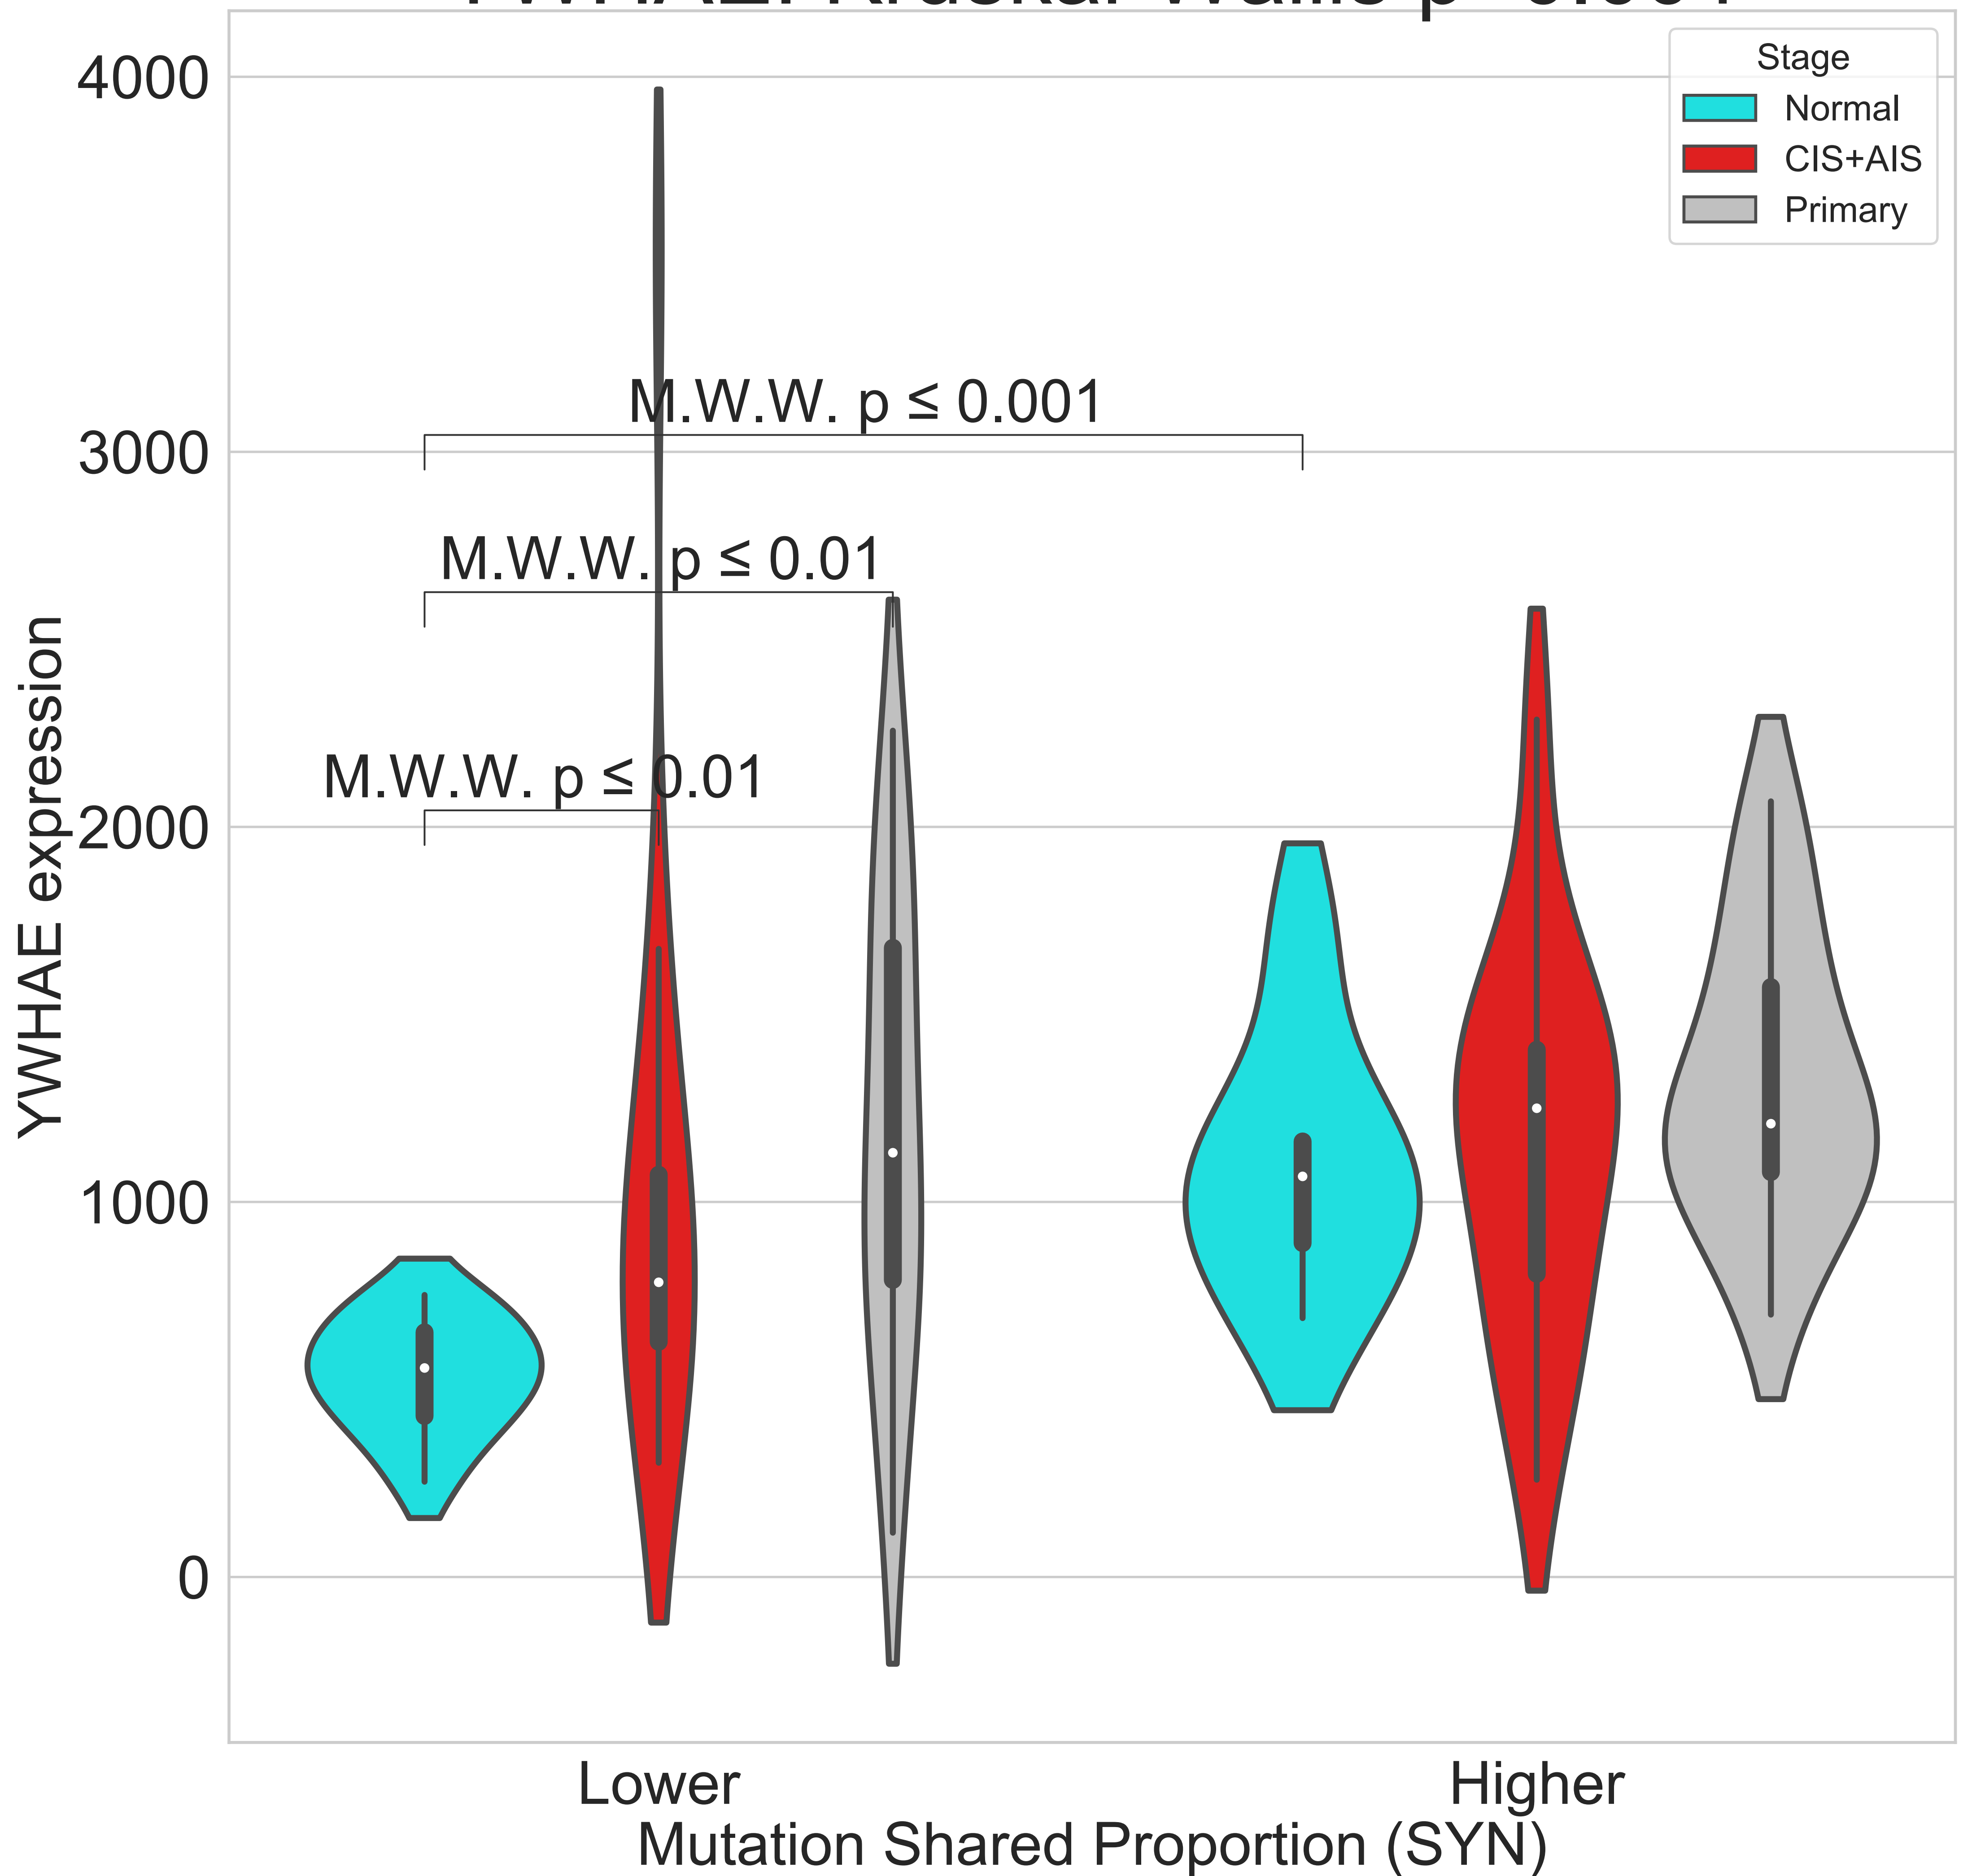 4000
3000
2000
1000
0
YWHAE expression
Stage
Normal
CIS+AIS
Primary
M.W.W. p ≤ 0.001
M.W.W. p ≤ 0.01
M.W.W. p ≤ 0.01
Lower
Higher
Mutation Shared Proportion (SYN)